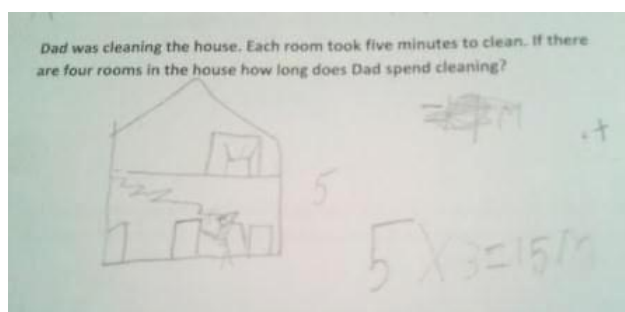 Dad was cleaning the house. Each room took five minutes to clean. If there
are four rooms in the house how long does Dad spend cleaning?
5
5 X 3=15m